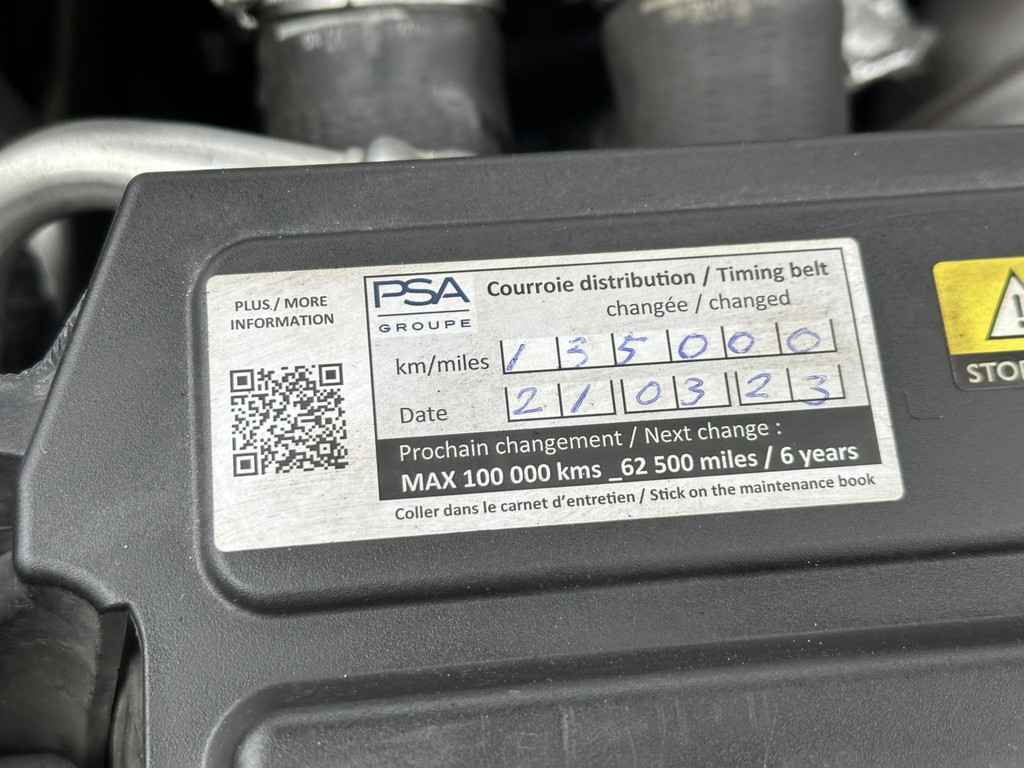 PLUS / MORE
INFORMATION
PSA
GROUPE
Courroie distribution / Timing belt
changée / changed
km/miles 1 3 5 0 0 0
Date 2 1 0 3 2 3
Prochain changement / Next change :
MAX 100 000 kms _62 500 miles / 6 years
Coller dans le carnet d'entretien / Stick on the maintenance book